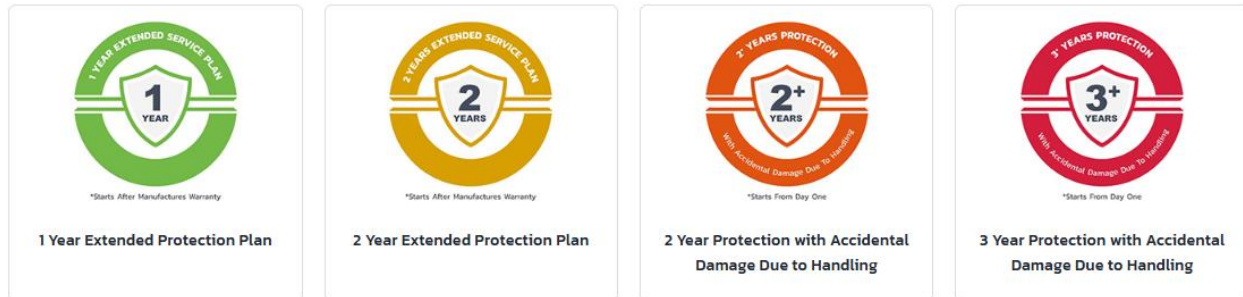 1 YEAR EXTENDED SERVICE PLAN
1
YEAR
*Starts After Manufactures Warranty
1 Year Extended Protection Plan
2 YEARS EXTENDED SERVICE PLAN
2
YEARS
*Starts After Manufactures Warranty
2 Year Extended Protection Plan
2+ YEARS PROTECTION
2+
YEARS
With Accidental Damage Due To Handling
*Starts From Day One
2 Year Protection with Accidental
Damage Due to Handling
3+ YEARS PROTECTION
3+
YEARS
With Accidental Damage Due To Handling
*Starts From Day One
3 Year Protection with Accidental
Damage Due to Handling